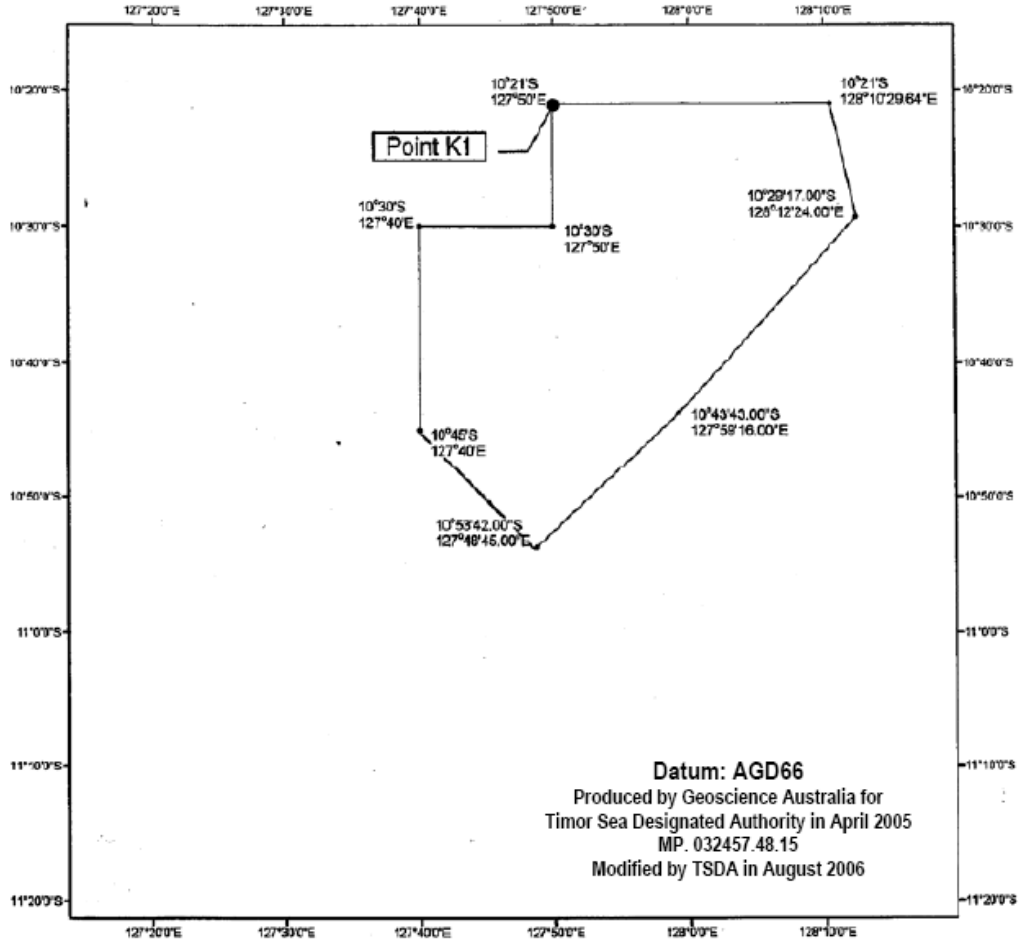 127°20'0"E
127°30'0"E
127°40'0"E
127°50'0"E
128°0'0"E
128°10'0"E
10°20'0"S
10°21'S
127°50'E
10°21'S
128°10'29.64"E
10°20'0"S
Point K1
10°30'S
127°40'E
10°29'17.00"S
128°12'24.00"E
10°30'0"S
10°30'S
127°50'E
10°30'0"S
10°40'0"S
10°40'0"S
10°43'43.00"S
127°59'16.00"E
10°45'S
127°40'E
10°50'0"S
10°50'0"S
10°53'42.00"S
127°48'45.00"E
11°0'0"S
11°0'0"S
11°10'0"S
11°10'0"S
Datum: AGD66
Produced by Geoscience Australia for
Timor Sea Designated Authority in April 2005
MP. 032457.48.15
Modified by TSDA in August 2006
11°20'0"S
11°20'0"S
127°20'0"E
127°30'0"E
127°40'0"E
127°50'0"E
128°0'0"E
128°10'0"E